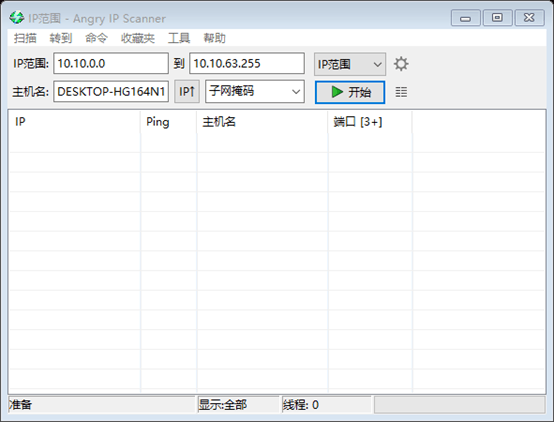 IP范围 - Angry IP Scanner
扫描 转到 命令 收藏夹 工具 帮助
IP范围: 10.10.0.0 到 10.10.63.255 IP范围
主机名: DESKTOP-HG164N1 IP↑ 子网掩码 开始
IP Ping 主机名 端口 [3+]
准备 显示:全部 线程: 0